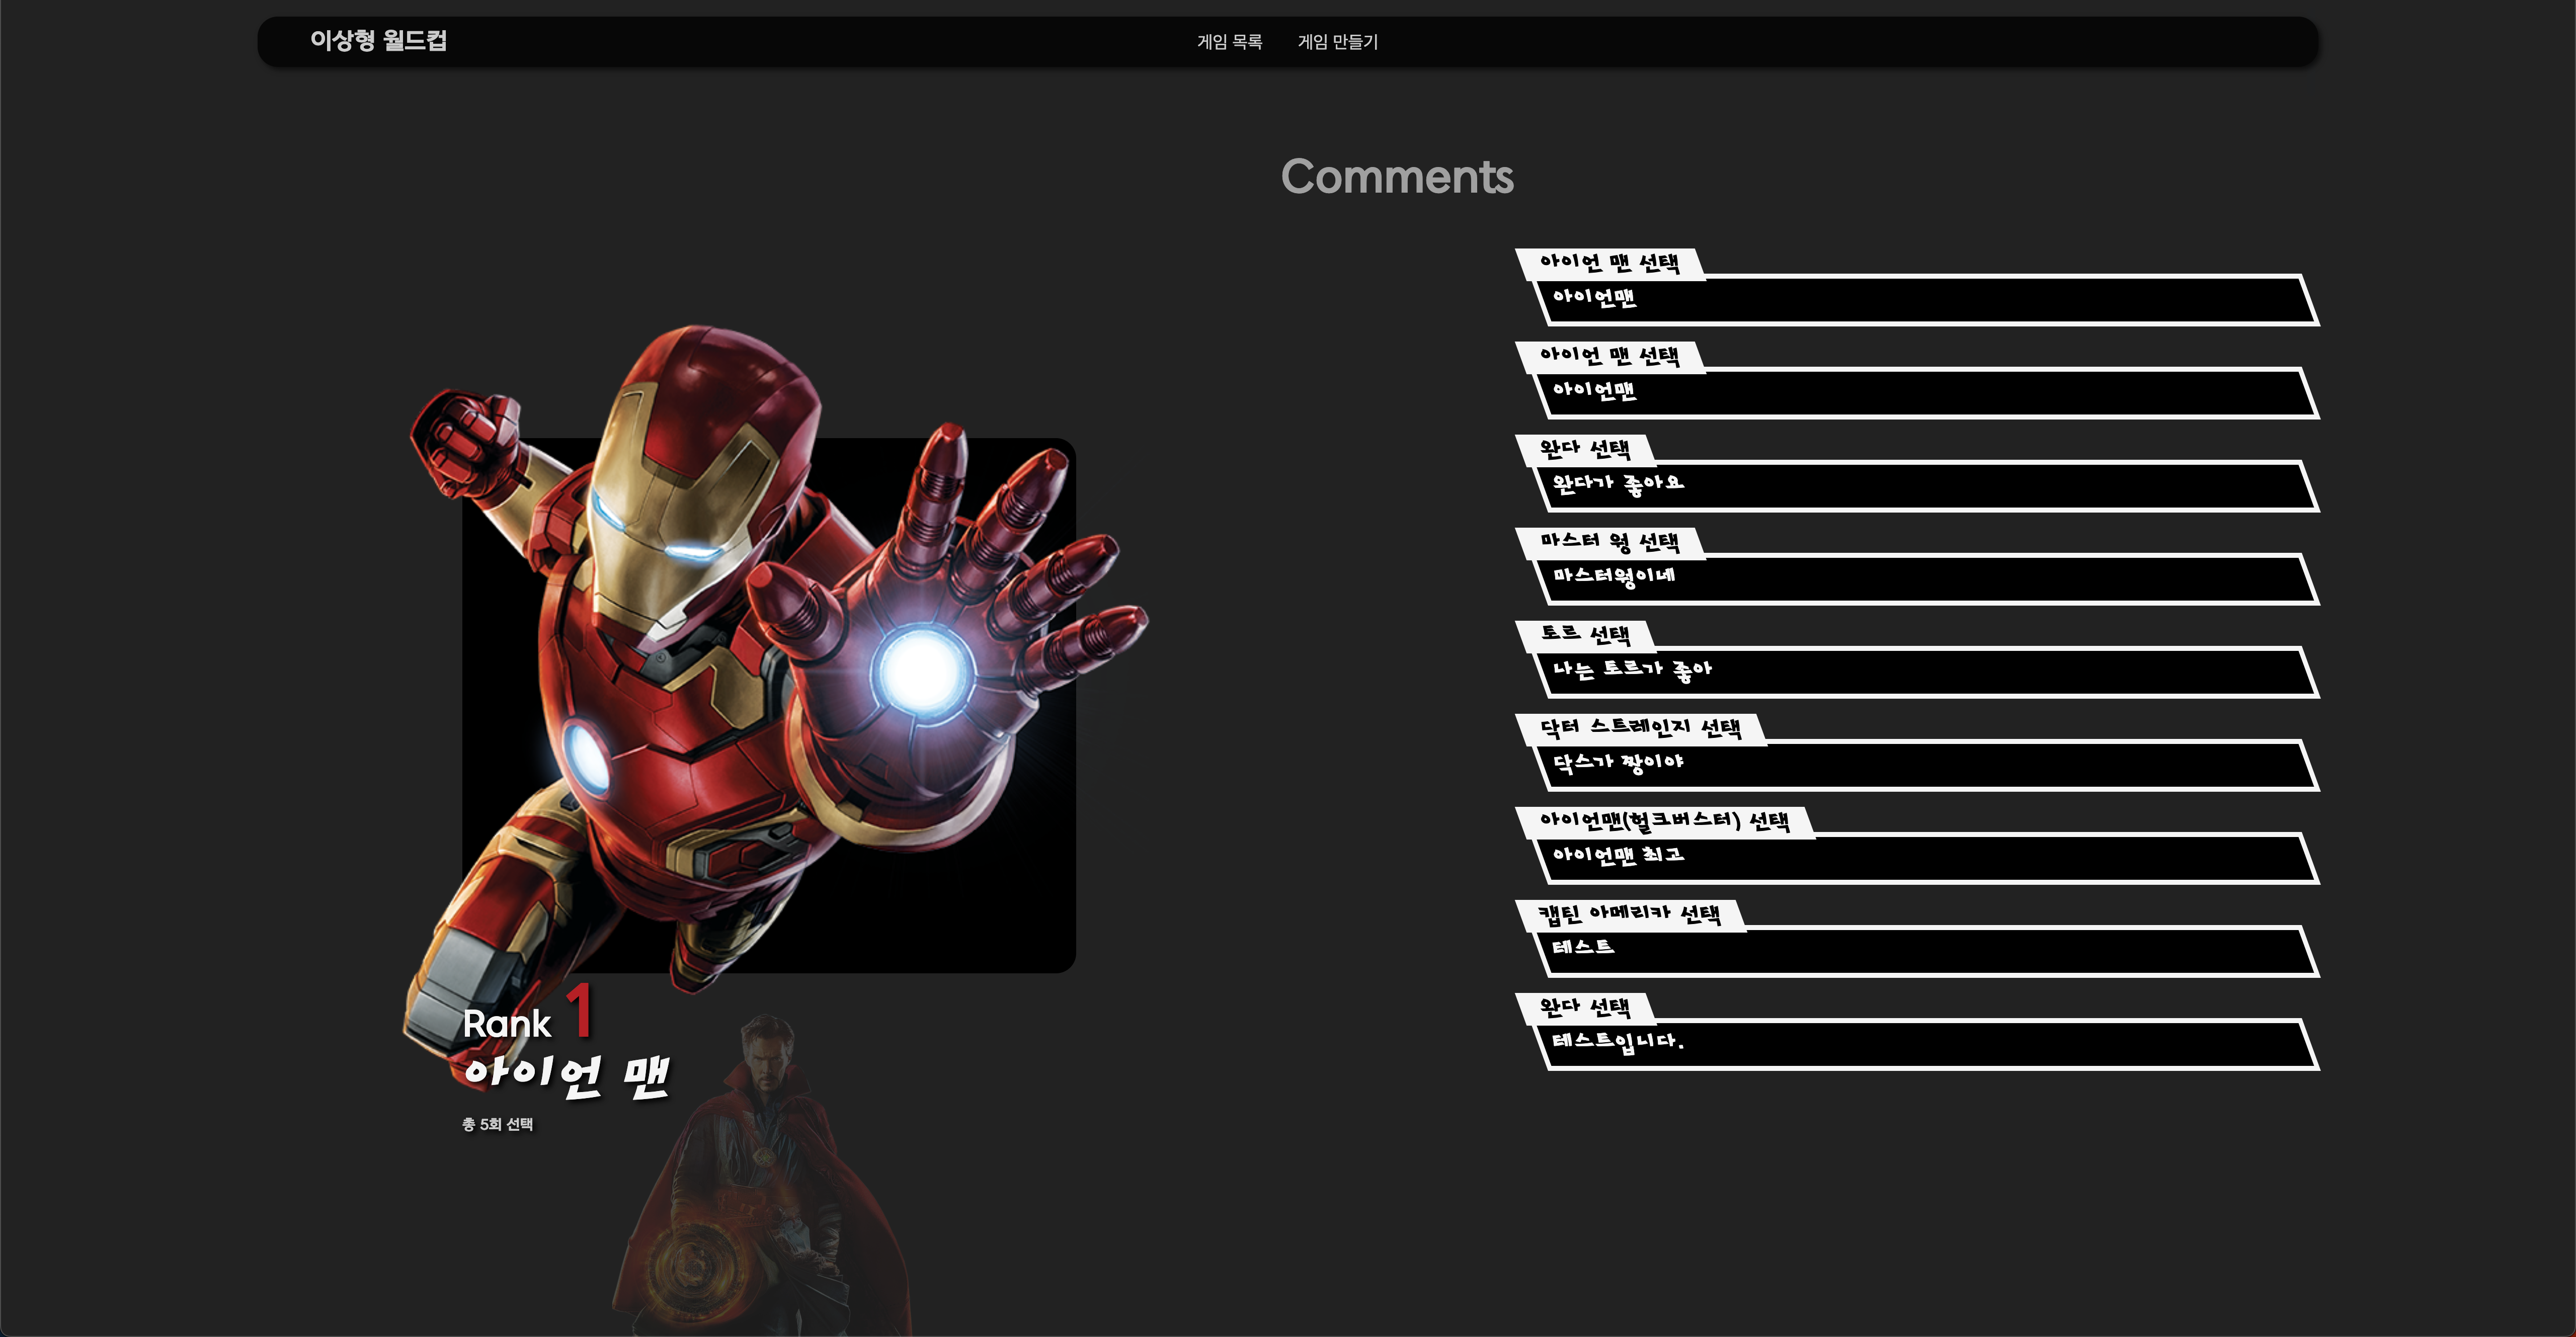 이상형 월드컵
게임 목록
게임 만들기
Comments
아이언 맨 선택
아이언맨
아이언 맨 선택
아이언맨
완다 선택
완다가 좋아요
마스터 웡 선택
마스터웡이네
토르 선택
나는 토르가 좋아
닥터 스트레인지 선택
닥스가 짱이야
아이언맨(헐크버스터) 선택
아이언맨 최고
캡틴 아메리카 선택
테스트
완다 선택
테스트입니다.
Rank 1
아이언 맨
총 5회 선택